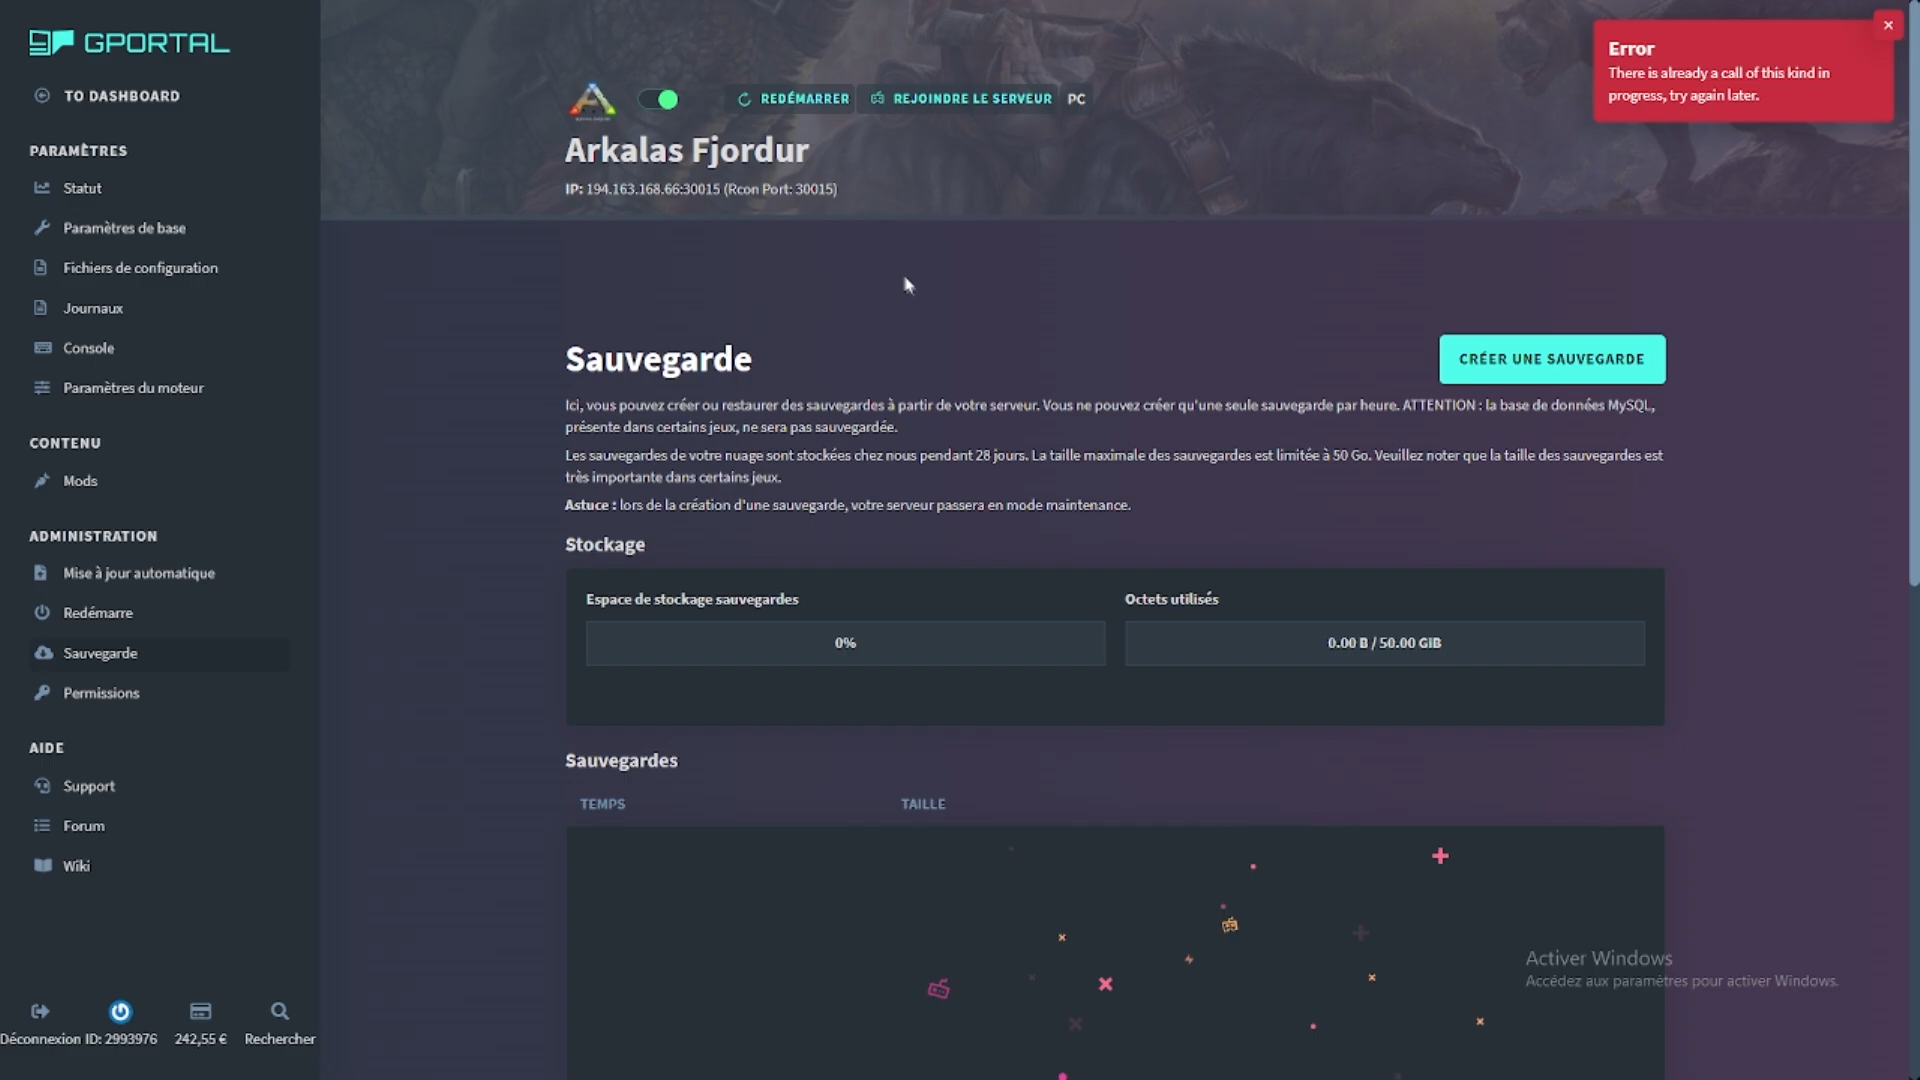 GPORTAL
TO DASHBOARD
PARAMÈTRES
Statut
Paramètres de base
Fichiers de configuration
Journaux
Console
Paramètres du moteur
CONTENU
Mods
ADMINISTRATION
Mise à jour automatique
Redémarre
Sauvegarde
Permissions
AIDE
Support
Forum
Wiki
Déconnexion ID: 2993976 242,55 € Rechercher
REDÉMARRER REJOINDRE LE SERVEUR PC
Arkalas Fjordur
IP: 194.163.168.66:30015 (Rcon Port: 30015)
Error
There is already a call of this kind in
progress, try again later.
Sauvegarde
CRÉER UNE SAUVEGARDE
Ici, vous pouvez créer ou restaurer des sauvegardes à partir de votre serveur. Vous ne pouvez créer qu'une seule sauvegarde par heure. ATTENTION : la base de données MySQL,
présente dans certains jeux, ne sera pas sauvegardée.
Les sauvegardes de votre nuage sont stockées chez nous pendant 28 jours. La taille maximale des sauvegardes est limitée à 50 Go. Veuillez noter que la taille des sauvegardes est
très importante dans certains jeux.
Astuce : lors de la création d'une sauvegarde, votre serveur passera en mode maintenance.
Stockage
Espace de stockage sauvegardes Octets utilisés
0% 0.00 B / 50.00 GiB
Sauvegardes
TEMPS TAILLE
Activer Windows
Accédez aux paramètres pour activer Windows.